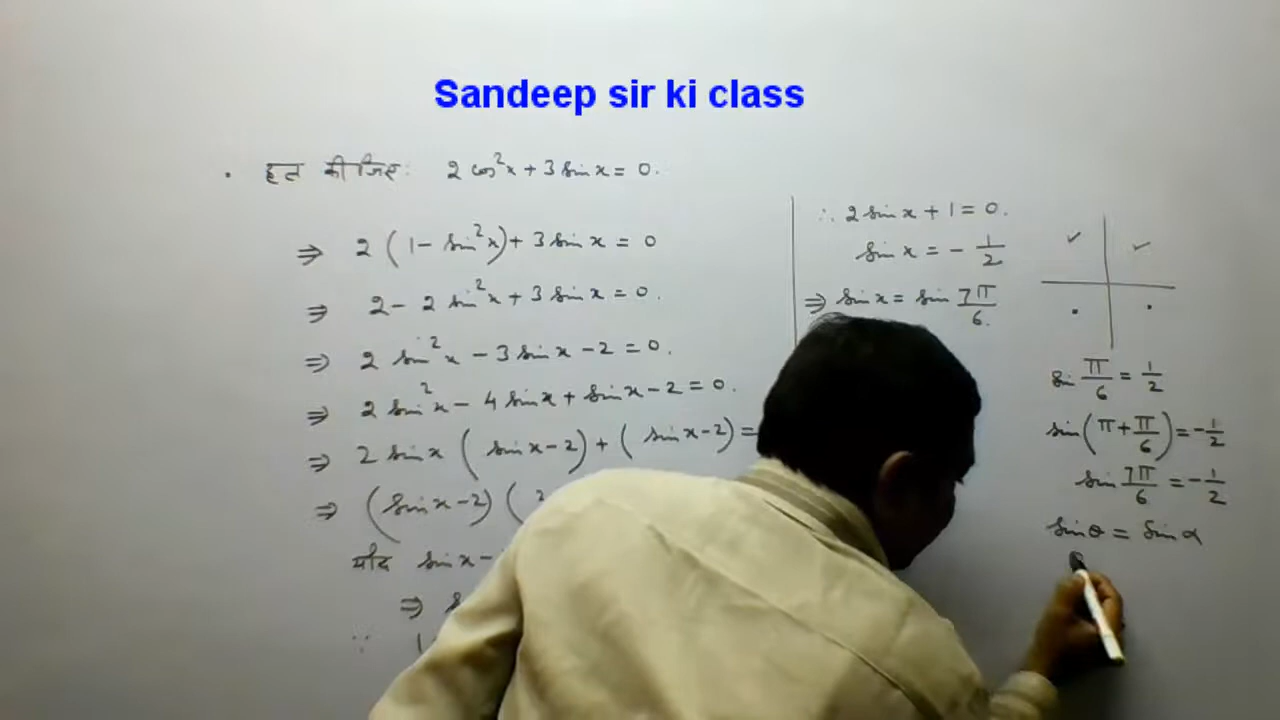 Sandeep sir ki class
• हल कीजिए: 2 cos²x + 3 sin x = 0.
⇒ 2 (1 - sin²x) + 3 sin x = 0
⇒ 2 - 2 sin²x + 3 sin x = 0.
⇒ 2 sin²x - 3 sin x - 2 = 0.
⇒ 2 sin²x - 4 sin x + sin x - 2 = 0.
⇒ 2 sin x (sin x - 2) + (sin x - 2) =
⇒ (sin x - 2) (2
यदि sin x -
⇒ s
∵
∴ 2 sin x + 1 = 0.
sin x = - 1/2
⇒ sin x = sin 7π/6.
sin π/6 = 1/2
sin (π + π/6) = - 1/2
sin 7π/6 = - 1/2
sin θ = sin α